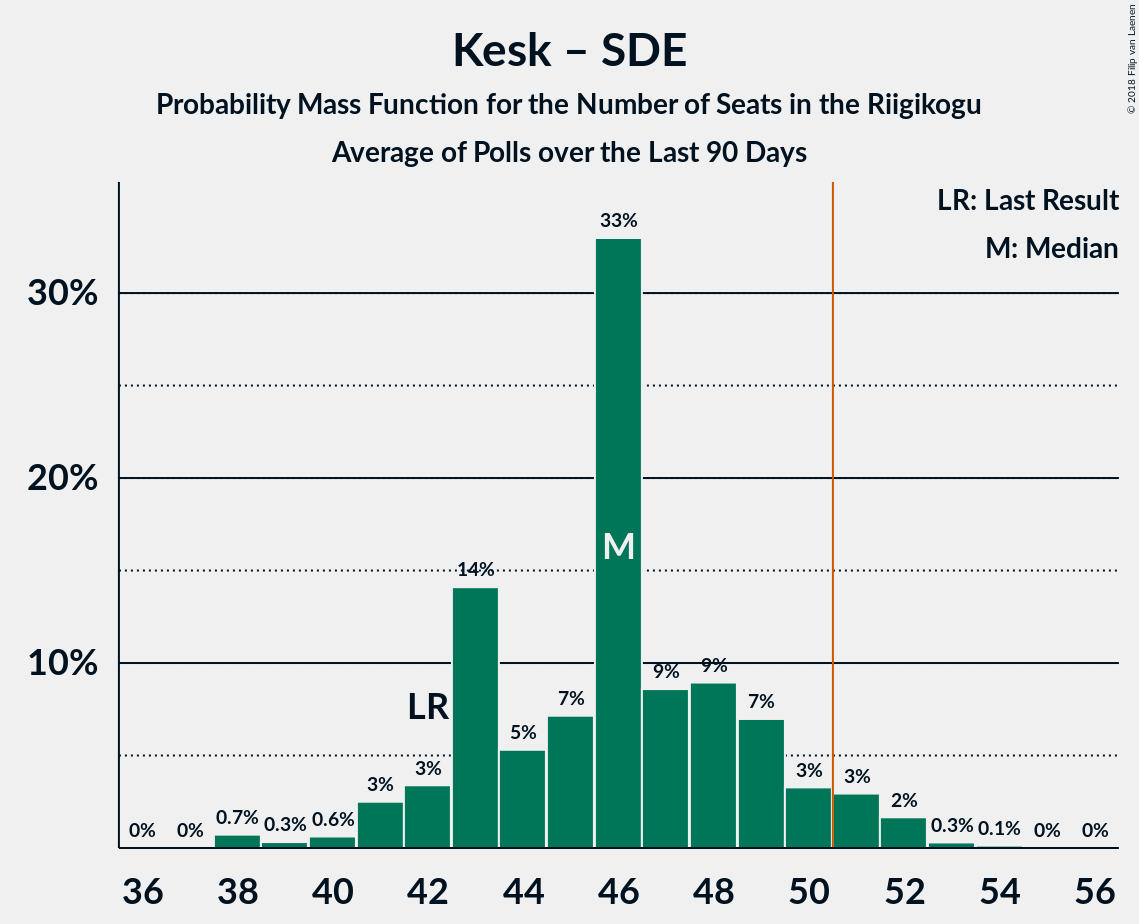 Kesk – SDE
Probability Mass Function for the Number of Seats in the Riigikogu
Average of Polls over the Last 90 Days
© 2018 Filip van Laenen
LR: Last Result
M: Median
30%
20%
10%
0%
0%
0.7%
0.3%
0.6%
3%
3%
LR
14%
5%
7%
33%
M
9%
9%
7%
3%
3%
2%
0.3%
0.1%
0%
0%
36 38 40 42 44 46 48 50 52 54 56